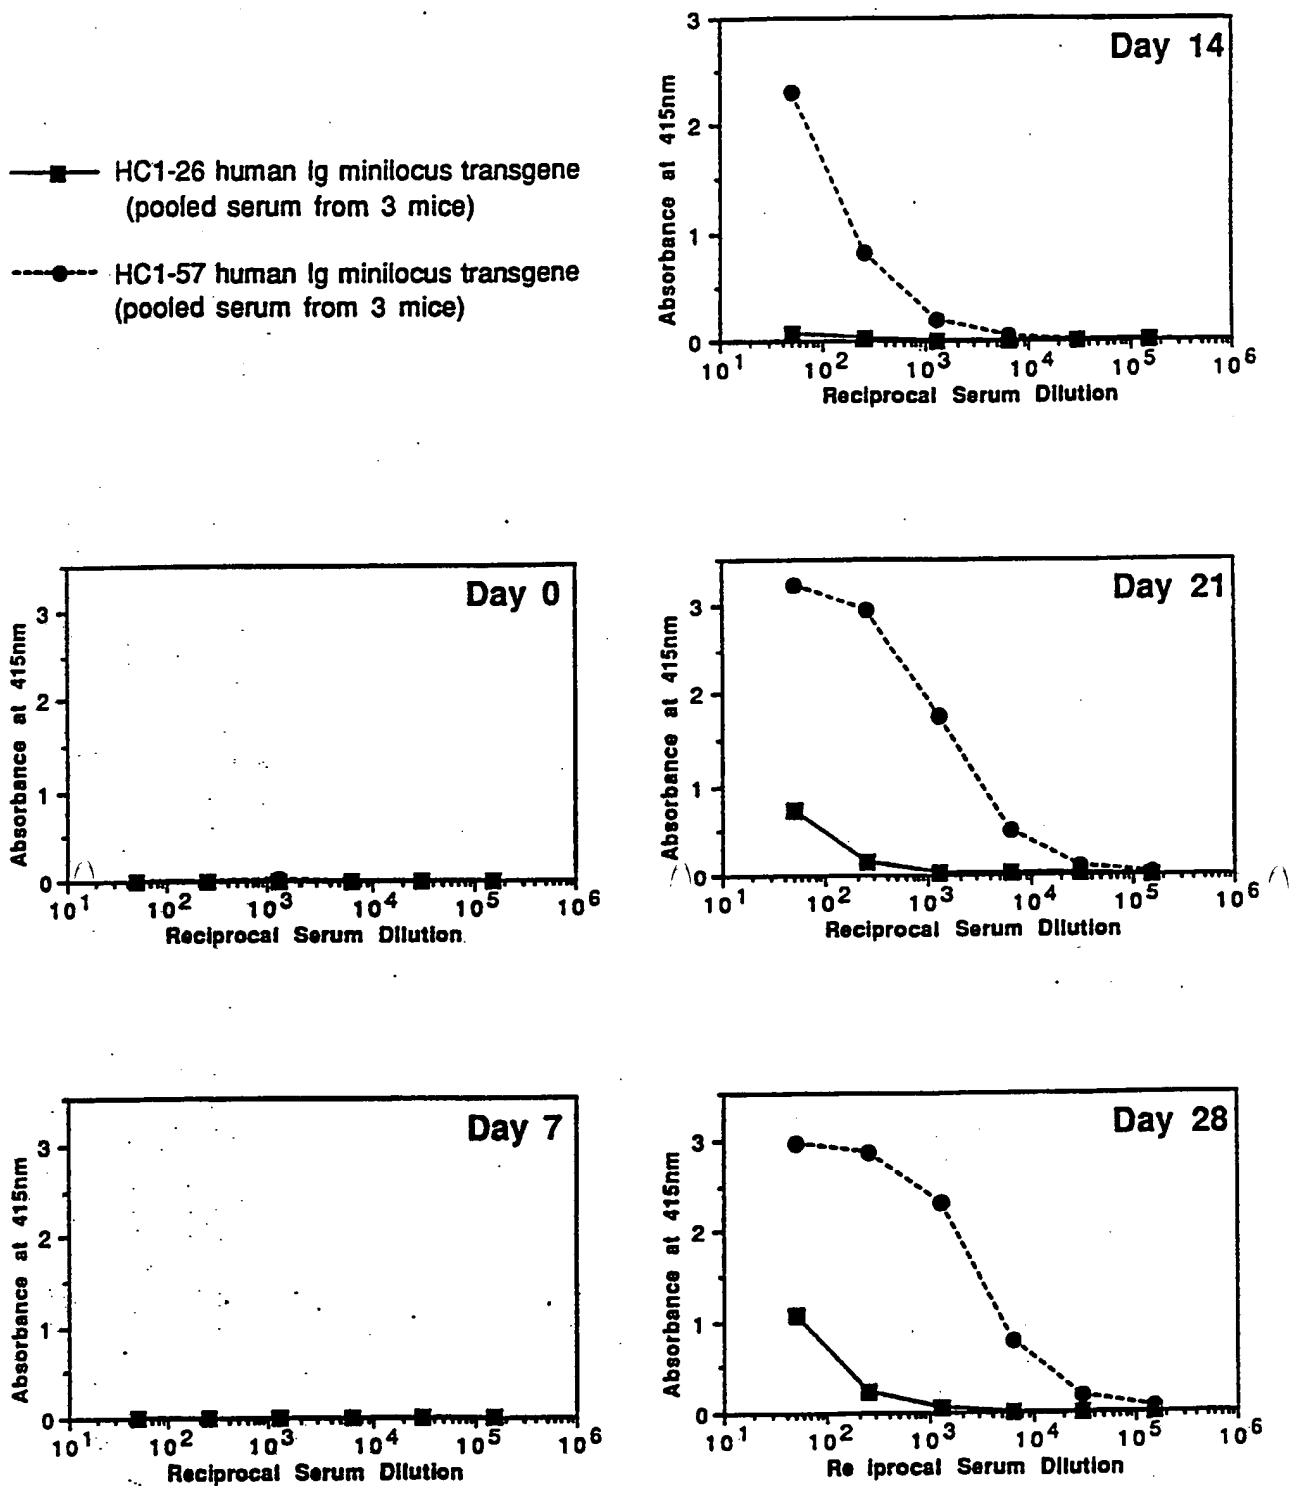 HC1-26 human Ig minilocus transgene
(pooled serum from 3 mice)
HC1-57 human Ig minilocus transgene
(pooled serum from 3 mice)
Day 14
Absorbance at 415nm
3
2
1
0
10^1 10^2 10^3 10^4 10^5 10^6
Reciprocal Serum Dilution
Day 0
Absorbance at 415nm
3
2
1
0
10^1 10^2 10^3 10^4 10^5 10^6
Reciprocal Serum Dilution
Day 21
Absorbance at 415nm
3
2
1
0
10^1 10^2 10^3 10^4 10^5 10^6
Reciprocal Serum Dilution
Day 7
Absorbance at 415nm
3
2
1
0
10^1 10^2 10^3 10^4 10^5 10^6
Reciprocal Serum Dilution
Day 28
Absorbance at 415nm
3
2
1
0
10^1 10^2 10^3 10^4 10^5 10^6
Re iprocal Serum Dilution